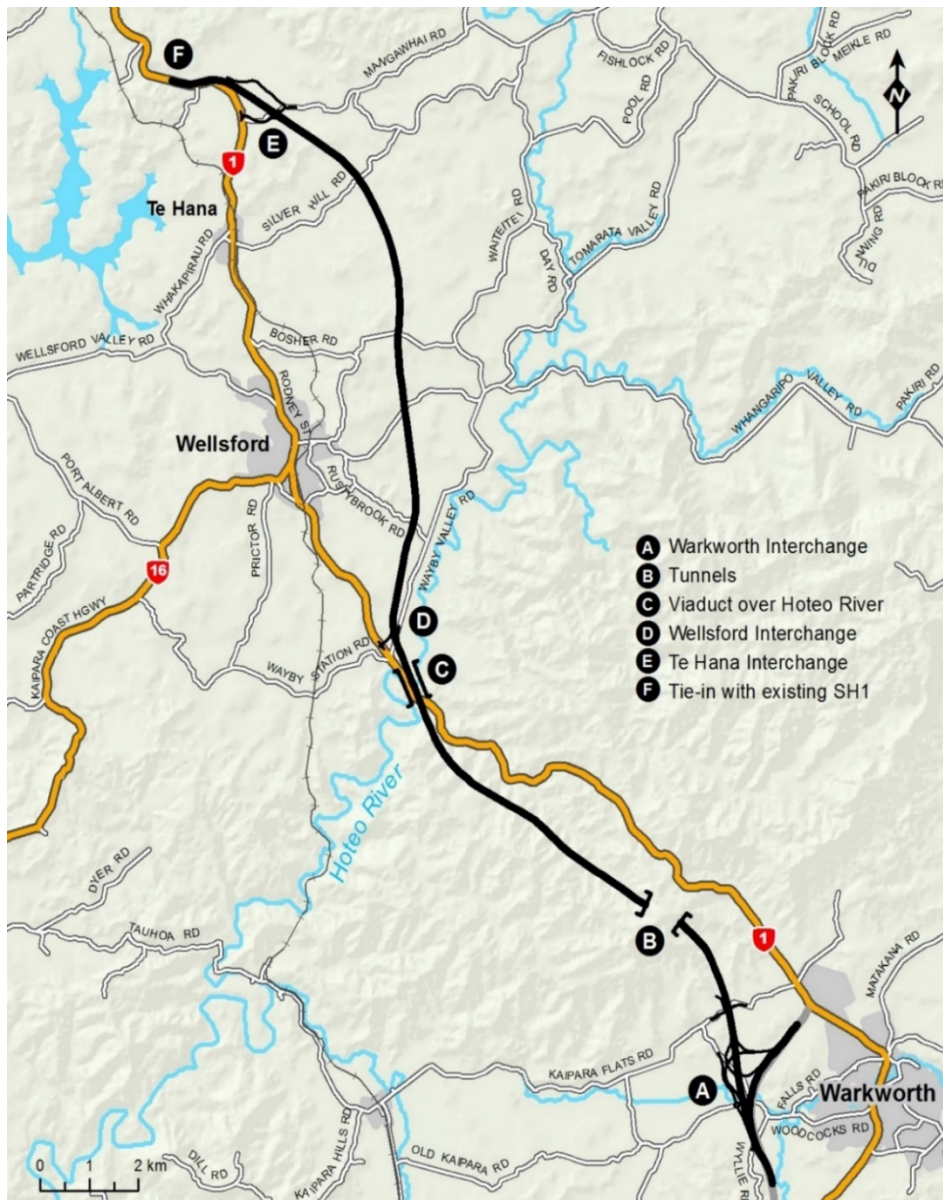 F
MANGAWHAI RD
FISHLOCK RD
PAKIRI BLOCK RD
MEIKLE RD
POOL RD
N
SCHOOL RD
E
1
SILVER HILL RD
Te Hana
WHAKAPIRAU RD
WAITEITEI RD
DAY RD
TOMARATA VALLEY RD
PAKIRI BLOCK RD
DUNNING RD
WELLSFORD VALLEY RD
BOSHER RD
RODNEY ST
WHANGARIPO VALLEY RD
PAKIRI RD
Wellsford
RUSTYBROOK RD
PORT ALBERT RD
PARTRIDGE RD
PRICTOR RD
WAYBY VALLEY RD
16
KAIPARA COAST HGWY
WAYBY STATION RD
D
C
A Warkworth Interchange
B Tunnels
C Viaduct over Hoteo River
D Wellsford Interchange
E Te Hana Interchange
F Tie-in with existing SH1
Hoteo River
DYER RD
TAUHOA RD
B
1
MATAKANA RD
KAIPARA FLATS RD
A
FALLS RD
Warkworth
WOODCOCKS RD
WYLLIE RD
OLD KAIPARA RD
KAIPARA HILLS RD
DILL RD
0 1 2 km